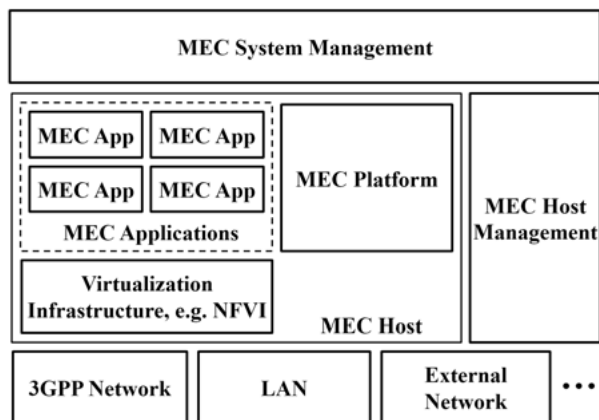 MEC System Management
MEC App
MEC App
MEC App
MEC App
MEC Applications
MEC Platform
Virtualization
Infrastructure, e.g. NFVI
MEC Host
MEC Host
Management
3GPP Network
LAN
External
Network
•••